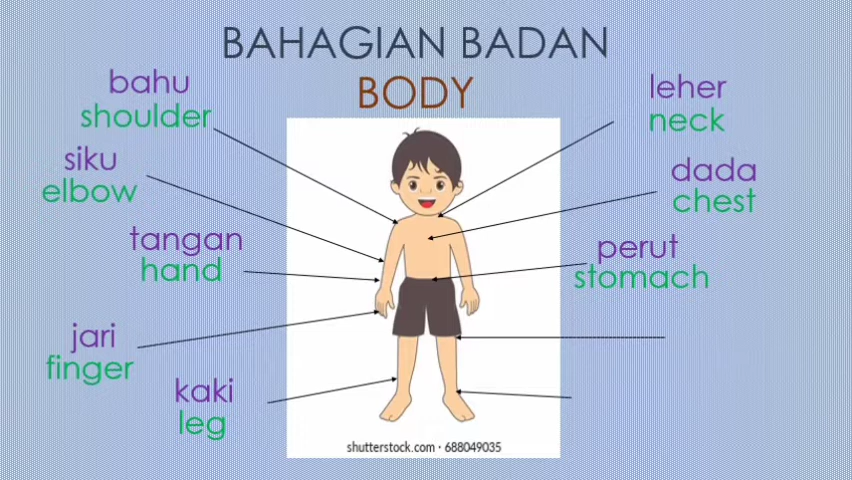 BAHAGIAN BADAN
BODY
bahu
shoulder
siku
elbow
tangan
hand
jari
finger
kaki
leg
leher
neck
dada
chest
perut
stomach
shutterstock.com · 688049035